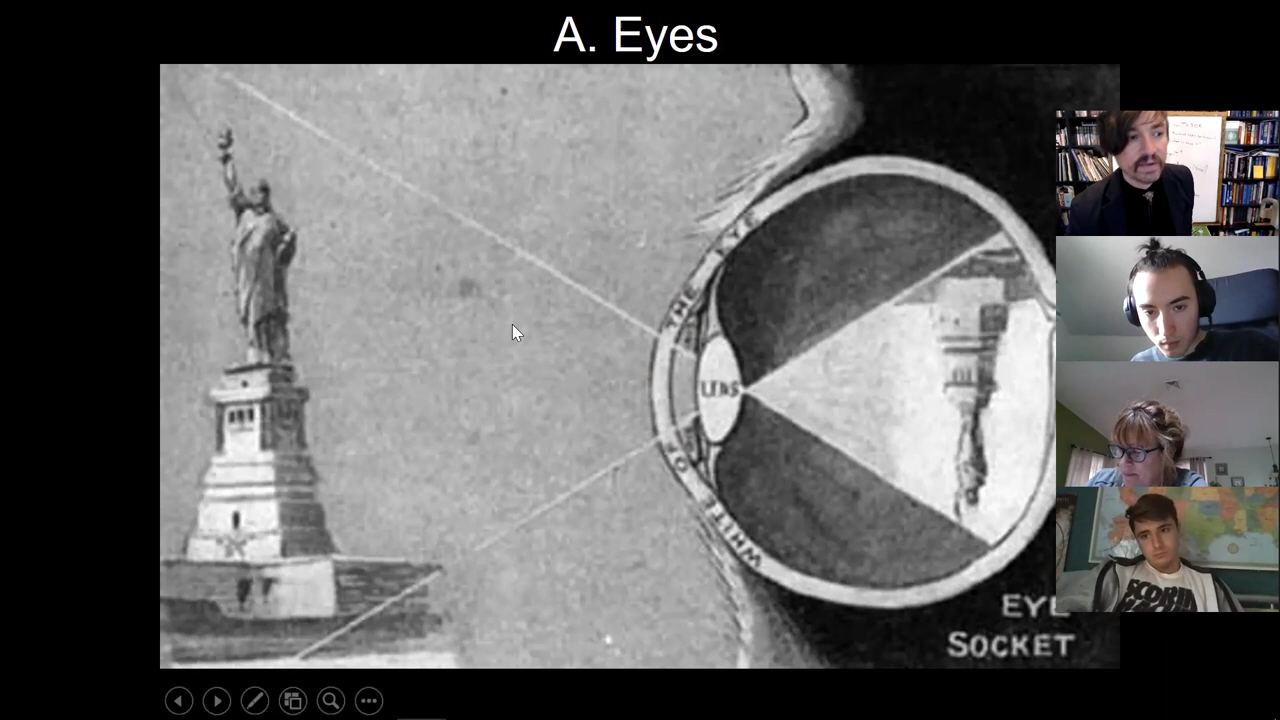 A. Eyes
WHITE OF THE EYE
LENS
EYE
SOCKET